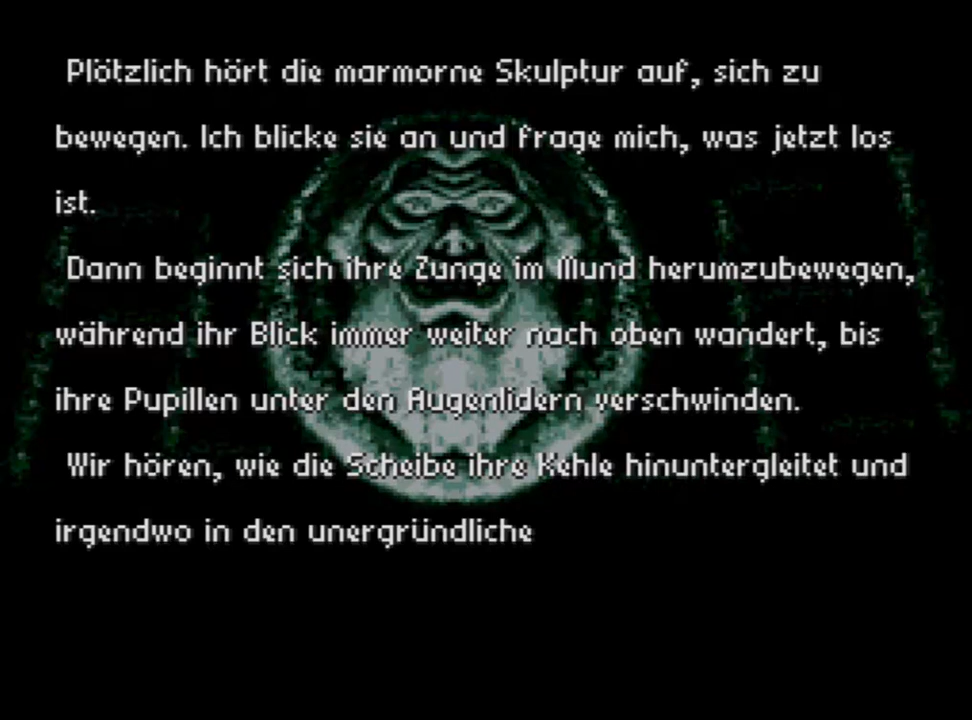 Plötzlich hört die marmorne Skulptur auf, sich zu
bewegen. Ich blicke sie an und frage mich, was jetzt los
ist.
Dann beginnt sich ihre Zunge im Mund herumzubewegen,
während ihr Blick immer weiter nach oben wandert, bis
ihre Pupillen unter den Augenlidern verschwinden.
Wir hören, wie die Scheibe ihre Kehle hinuntergleitet und
irgendwo in den unergründliche